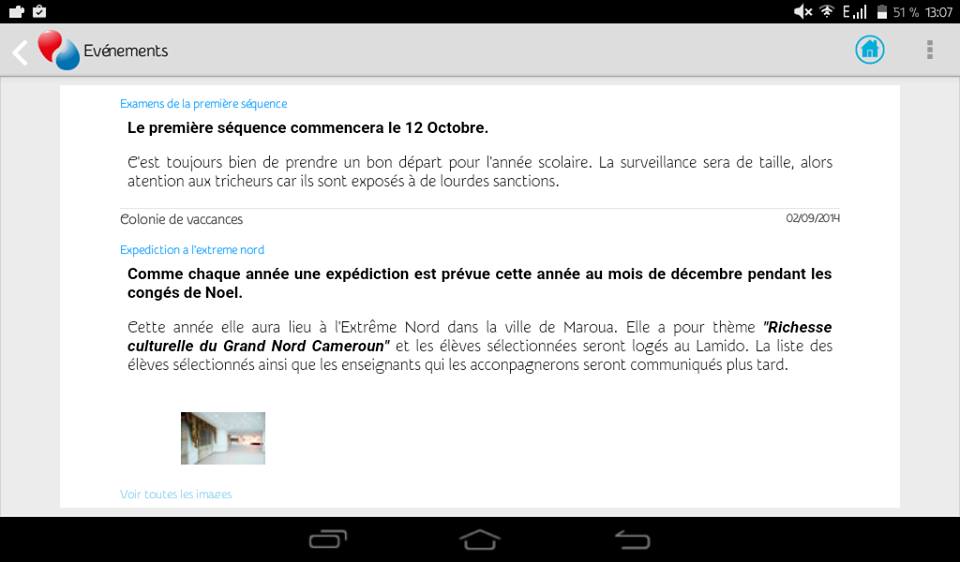 E 51 % 13:07
Evénements
Examens de la première séquence
Le première séquence commencera le 12 Octobre.
C'est toujours bien de prendre un bon départ pour l'année scolaire. La surveillance sera de taille, alors
atention aux tricheurs car ils sont exposés à de lourdes sanctions.
Colonie de vaccances 02/09/2014
Expedition a l'extreme nord
Comme chaque année une expédiction est prévue cette année au mois de décembre pendant les
congés de Noel.
Cette année elle aura lieu à l'Extrême Nord dans la ville de Maroua. Elle a pour thème "Richesse
culturelle du Grand Nord Cameroun" et les élèves sélectionnées seront logés au Lamido. La liste des
élèves sélectionnés ainsi que les enseignants qui les acconpagnerons seront communiqués plus tard.
Voir toutes les images